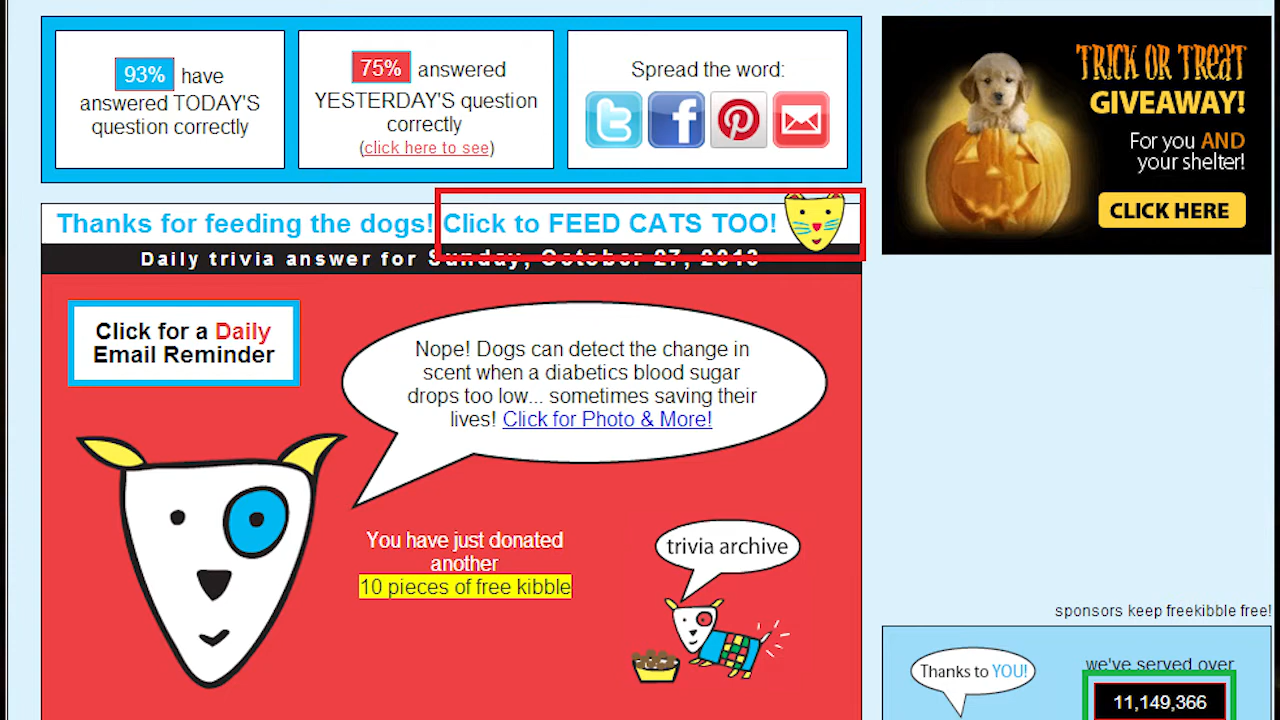 93% have
answered TODAY'S
question correctly
75% answered
YESTERDAY'S question
correctly
(click here to see)
Spread the word:
TRICK OR TREAT
GIVEAWAY!
For you AND
your shelter!
CLICK HERE
Thanks for feeding the dogs! Click to FEED CATS TOO!
Daily trivia answer for Sunday, October 27, 2013
Click for a Daily
Email Reminder
Nope! Dogs can detect the change in
scent when a diabetics blood sugar
drops too low... sometimes saving their
lives! Click for Photo & More!
You have just donated
another
10 pieces of free kibble
trivia archive
sponsors keep freekibble free!
Thanks to YOU!
we've served over
11,149,366